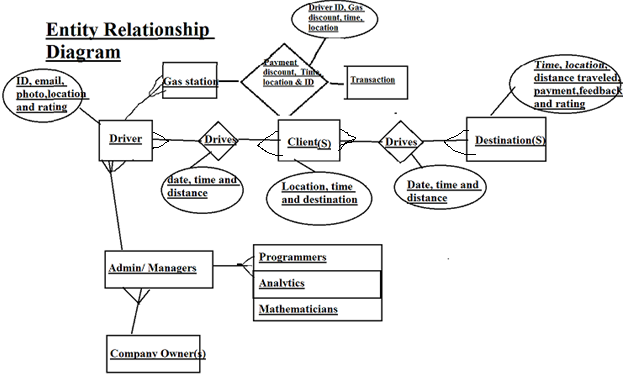 Entity Relationship
Diagram
Driver ID, Gas
discount, time,
location
Payment
discount, Time,
location & ID
Gas station
Transaction
ID, email,
photo,location
and rating
Time, location,
distance traveled,
payment,feedback
and rating
Driver
Drives
Client(S)
Drives
Destination(S)
date, time and
distance
Location, time
and destination
Date, time and
distance
Admin/ Managers
Programmers
Analytics
Mathematicians
Company Owner(s)